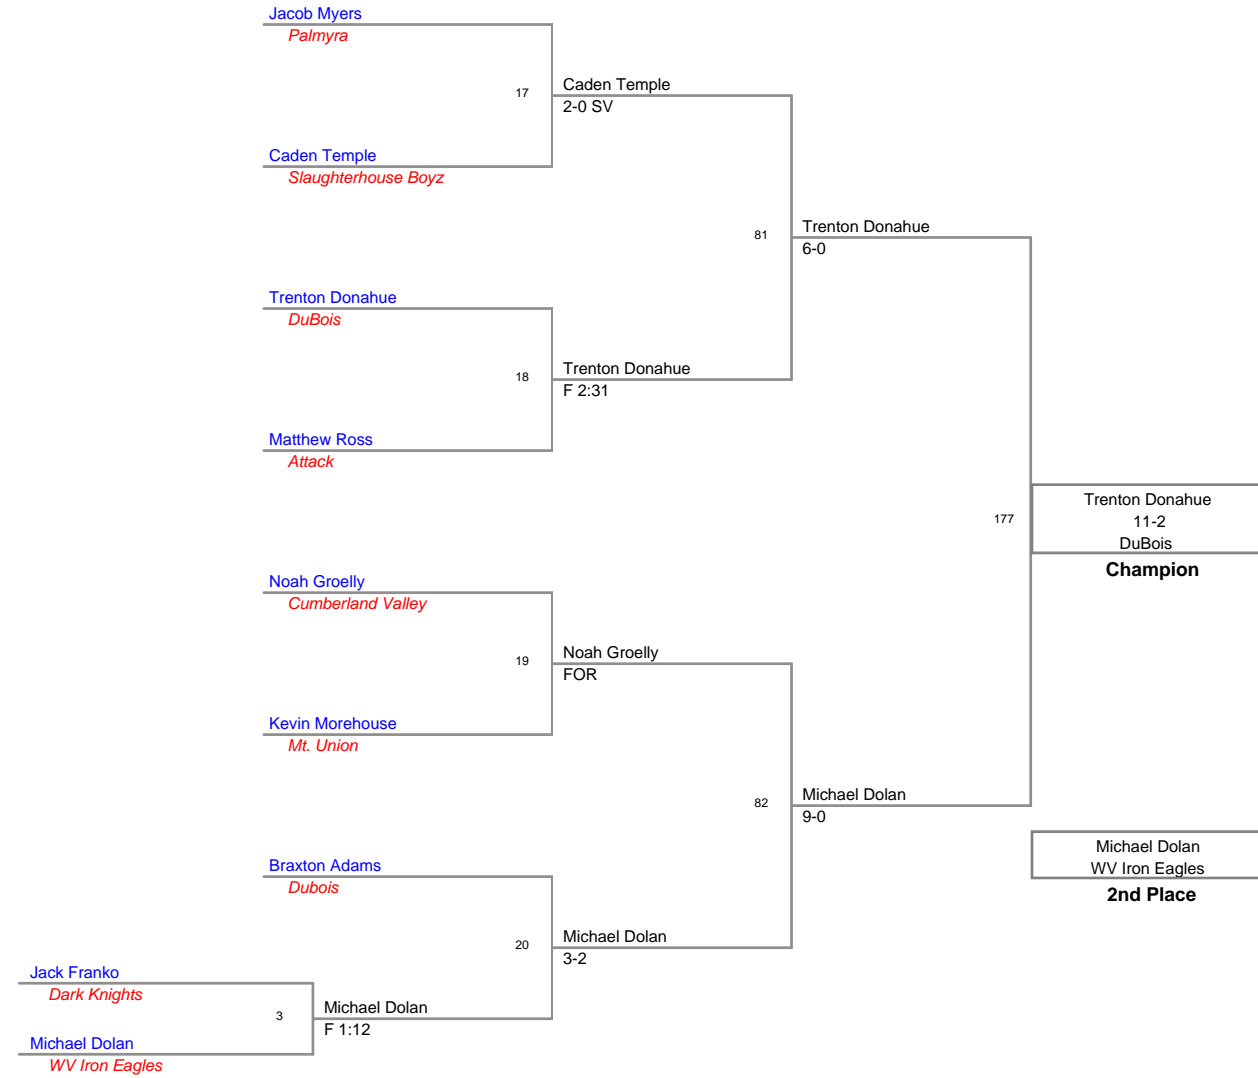 Jacob Myers
Palmyra
17
Caden Temple
2-0 SV
Caden Temple
Slaughterhouse Boyz
81
Trenton Donahue
6-0
Trenton Donahue
DuBois
18
Trenton Donahue
F 2:31
Matthew Ross
Attack
177
Trenton Donahue
11-2
DuBois
Champion
Noah Groelly
Cumberland Valley
19
Noah Groelly
FOR
Kevin Morehouse
Mt. Union
82
Michael Dolan
9-0
Michael Dolan
WV Iron Eagles
2nd Place
Braxton Adams
Dubois
20
Michael Dolan
3-2
Jack Franko
Dark Knights
3
Michael Dolan
F 1:12
Michael Dolan
WV Iron Eagles